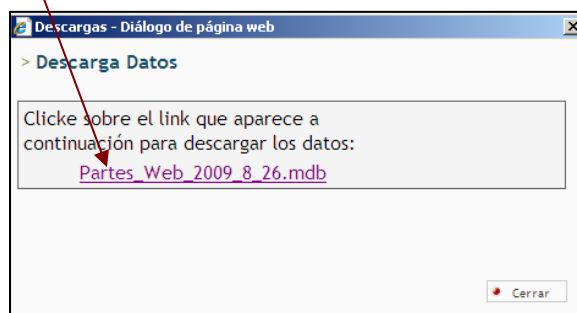 Descargas - Diálogo de página web
> Descarga Datos
Clicke sobre el link que aparece a
continuación para descargar los datos:
Partes_Web_2009_8_26.mdb
Cerrar